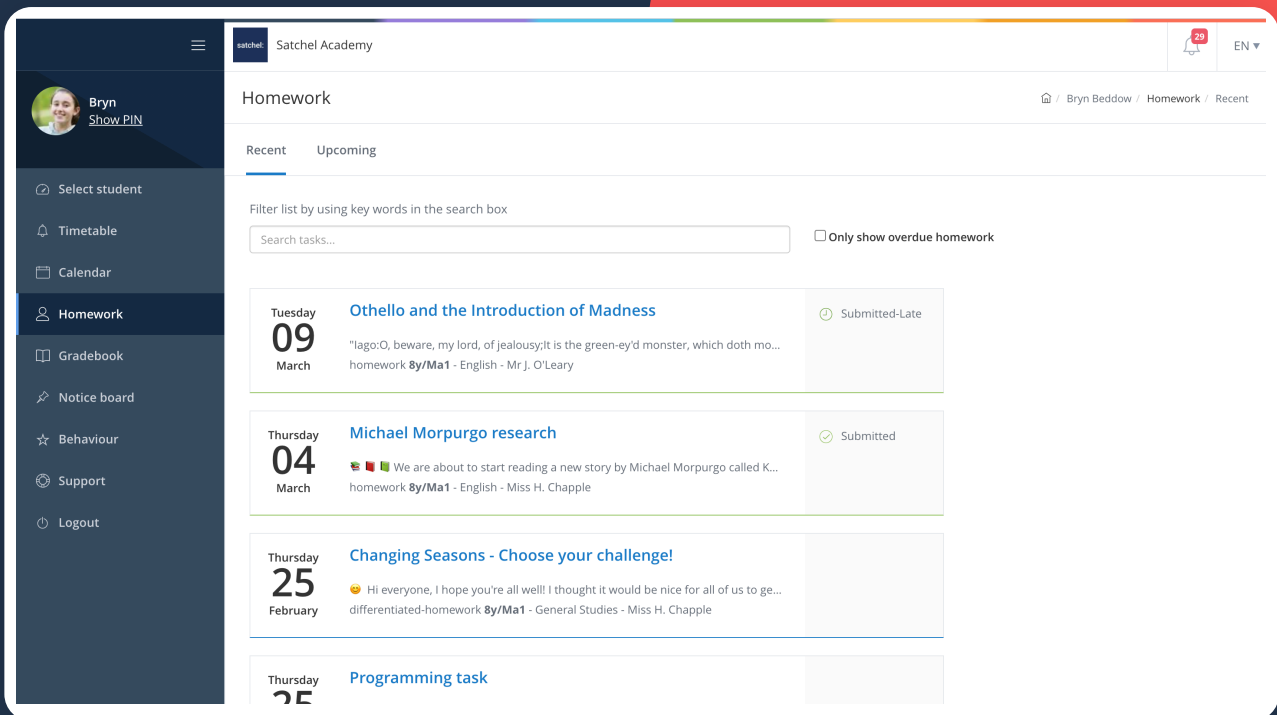 satchel:
Satchel Academy
29
EN ▾
Bryn
Show PIN
Homework
Bryn Beddow / Homework / Recent
Recent
Upcoming
Select student
Timetable
Calendar
Homework
Gradebook
Notice board
Behaviour
Support
Logout
Filter list by using key words in the search box
Search tasks...
Only show overdue homework
Tuesday
09
March
Othello and the Introduction of Madness
"Iago:O, beware, my lord, of jealousy;It is the green-ey'd monster, which doth mo...
homework 8y/Ma1 - English - Mr J. O'Leary
Submitted-Late
Thursday
04
March
Michael Morpurgo research
📚 📕 📗 We are about to start reading a new story by Michael Morpurgo called K...
homework 8y/Ma1 - English - Miss H. Chapple
Submitted
Thursday
25
February
Changing Seasons - Choose your challenge!
😊 Hi everyone, I hope you're all well! I thought it would be nice for all of us to ge...
differentiated-homework 8y/Ma1 - General Studies - Miss H. Chapple
Thursday
25
Programming task